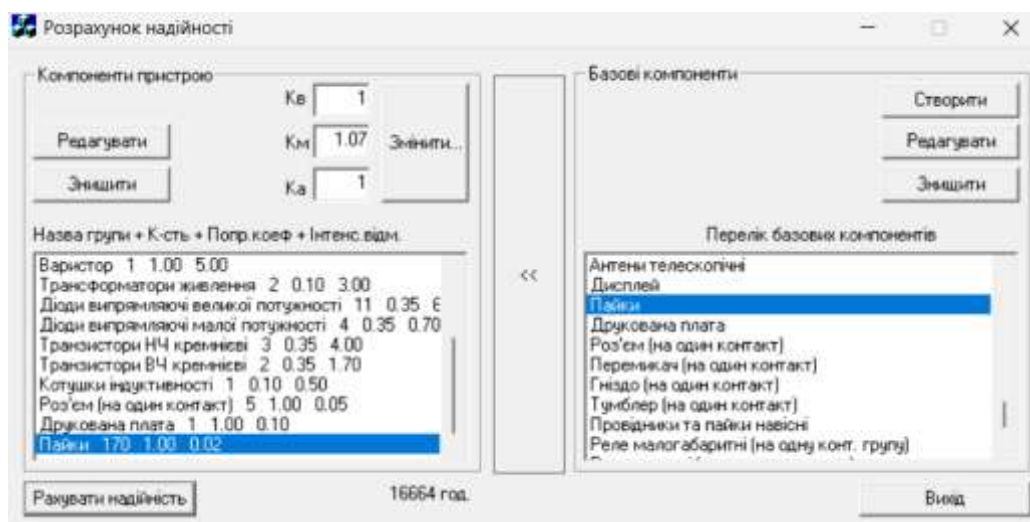 Розрахунок надійності
Компоненти пристрою
Кв 1
Км 1.07
Ка 1
Редагувати
Знищити
Змінити...
Назва групи + К-сть + Попр.коеф + Інтенс.відм.
Варистор 1 1.00 5.00
Трансформатори живлення 2 0.10 3.00
Діоди випрямляючі великої потужності 11 0.35
Діоди випрямляючі малої потужності 4 0.35 0.70
Транзистори НЧ кремнієві 3 0.35 4.00
Транзистори ВЧ кремнієві 2 0.35 1.70
Котушки індуктивності 1 0.10 0.50
Роз'єм (на один контакт) 5 1.00 0.05
Друкована плата 1 1.00 0.10
Пайки 170 1.00 0.02
Рахувати надійність
16664 год.
<<
Базові компоненти
Створити
Редагувати
Знищити
Перелік базових компонентів
Антени телескопічні
Дисплей
Пайки
Друкована плата
Роз'єм (на один контакт)
Перемикач (на один контакт)
Гніздо (на один контакт)
Тумблер (на один контакт)
Провідники та пайки навісні
Реле малогабаритні (на одну конт. групу)
Вихід